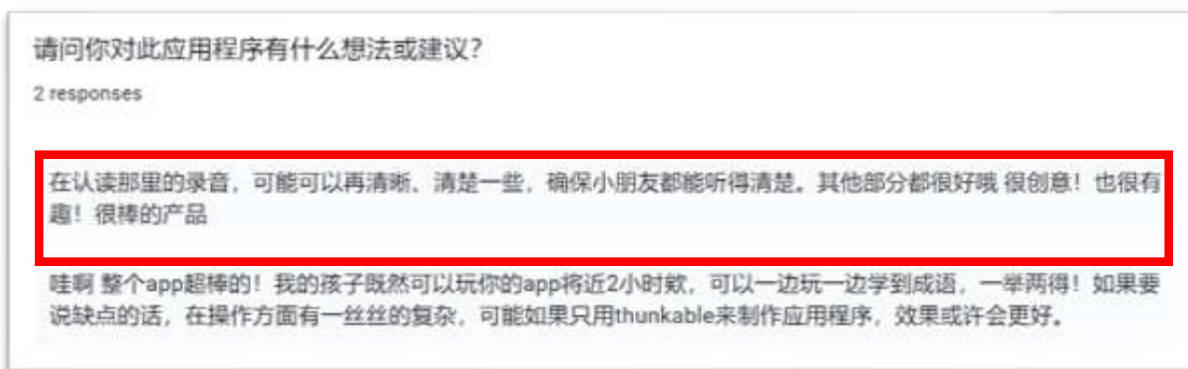 请问你对此应用程序有什么想法或建议？
2 responses
在认读那里的录音，可能可以再清晰、清楚一些，确保小朋友都能听得清楚。其他部分都很好哦 很创意！也很有
趣！很棒的产品
哇啊 整个app超棒的！我的孩子既然可以玩你的app将近2小时欸，可以一边玩一边学到成语，一举两得！如果要
说缺点的话，在操作方面有一丝丝的复杂，可能如果只用thunkable来制作应用程序，效果或许会更好。